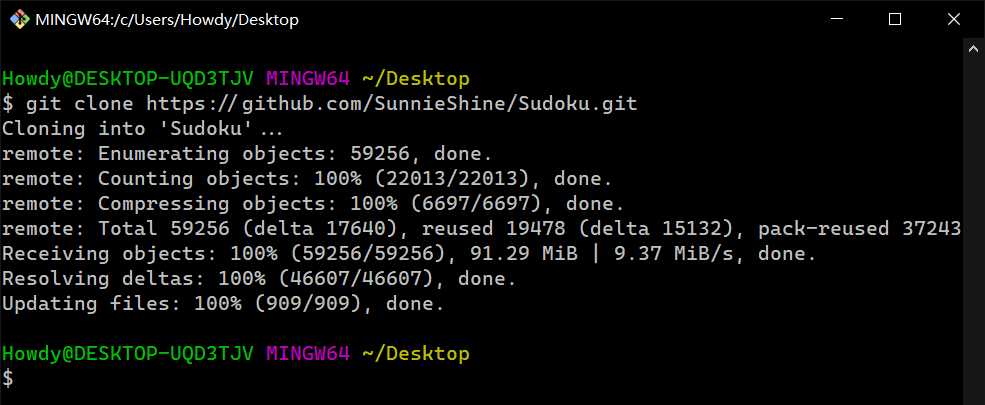 MINGW64:/c/Users/Howdy/Desktop
Howdy@DESKTOP-UQD3TJV MINGW64 ~/Desktop
$ git clone https://github.com/SunnieShine/Sudoku.git
Cloning into 'Sudoku'...
remote: Enumerating objects: 59256, done.
remote: Counting objects: 100% (22013/22013), done.
remote: Compressing objects: 100% (6697/6697), done.
remote: Total 59256 (delta 17640), reused 19478 (delta 15132), pack-reused 37243
Receiving objects: 100% (59256/59256), 91.29 MiB | 9.37 MiB/s, done.
Resolving deltas: 100% (46607/46607), done.
Updating files: 100% (909/909), done.
Howdy@DESKTOP-UQD3TJV MINGW64 ~/Desktop
$